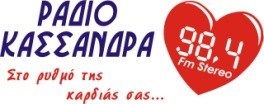 ΡΑΔΙΟ
ΚΑΣΣΑΝΔΡΑ
Στο ρυθμό της
καρδιάς σας...
98,4
Fm Stereo